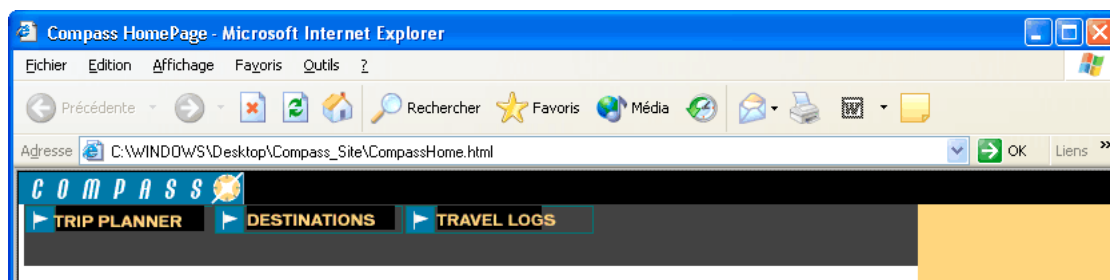 Compass HomePage - Microsoft Internet Explorer
Fichier Edition Affichage Favoris Outils ?
Précédente Rechercher Favoris Média W
Adresse C:\WINDOWS\Desktop\Compass_Site\CompassHome.html OK Liens »
COMPASS
TRIP PLANNER DESTINATIONS TRAVEL LOGS